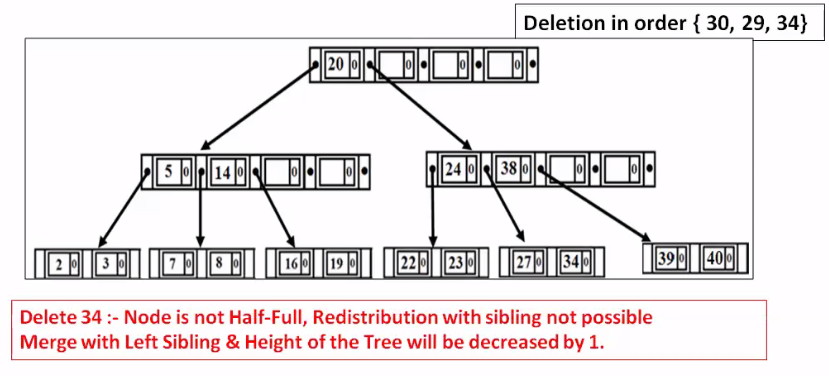 Deletion in order { 30, 29, 34}
20 0 0 0 0
5 0 14 0 0 0
24 0 38 0 0 0
2 0 3 0
7 0 8 0
16 0 19 0
22 0 23 0
27 0 34 0
39 0 40 0
Delete 34 :- Node is not Half-Full, Redistribution with sibling not possible
Merge with Left Sibling & Height of the Tree will be decreased by 1.